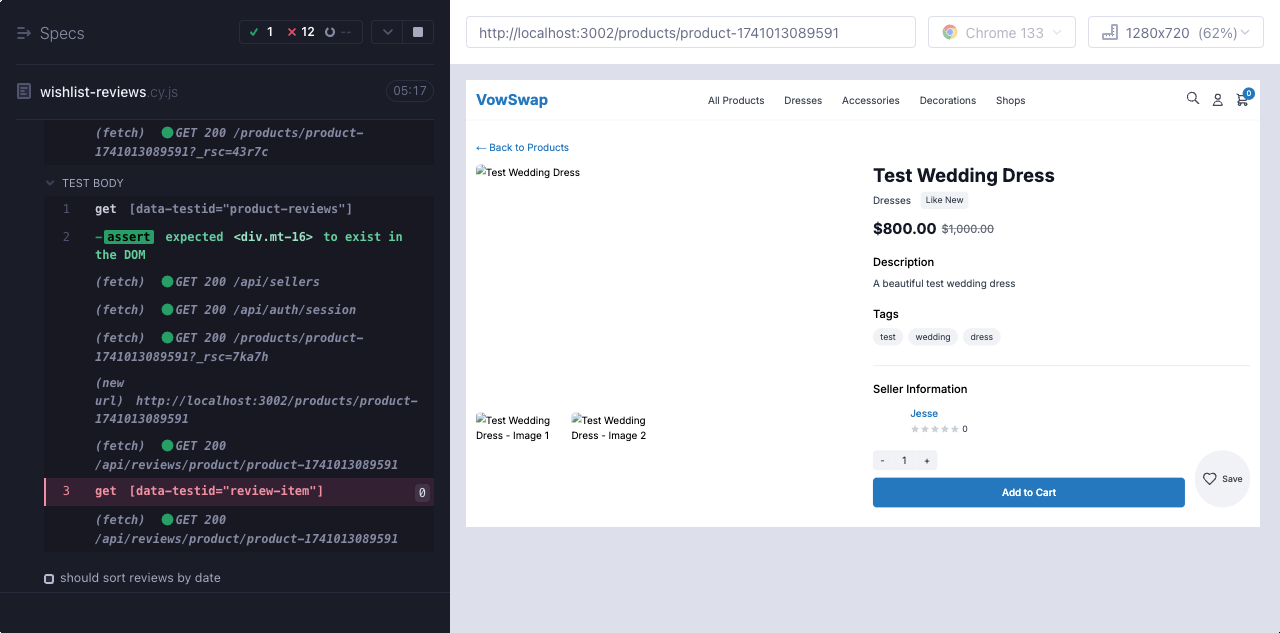 Specs
1
12
--
wishlist-reviews.cy.js
05:17
(fetch) GET 200 /products/product-
1741013089591?_rsc=43r7c
TEST BODY
1 get [data-testid="product-reviews"]
2 -assert expected <div.mt-16> to exist in
the DOM
(fetch) GET 200 /api/sellers
(fetch) GET 200 /api/auth/session
(fetch) GET 200 /products/product-
1741013089591?_rsc=7ka7h
(new
url) http://localhost:3002/products/product-
1741013089591
(fetch) GET 200
/api/reviews/product/product-1741013089591
3 get [data-testid="review-item"] 0
(fetch) GET 200
/api/reviews/product/product-1741013089591
should sort reviews by date
http://localhost:3002/products/product-1741013089591
Chrome 133
1280x720 (62%)
VowSwap
All Products Dresses Accessories Decorations Shops
0
← Back to Products
Test Wedding Dress
Test Wedding
Dress - Image 1
Test Wedding
Dress - Image 2
Test Wedding Dress
Dresses Like New
$800.00 $1,000.00
Description
A beautiful test wedding dress
Tags
test wedding dress
Seller Information
Jesse
★★★★★ 0
- 1 +
Add to Cart
Save